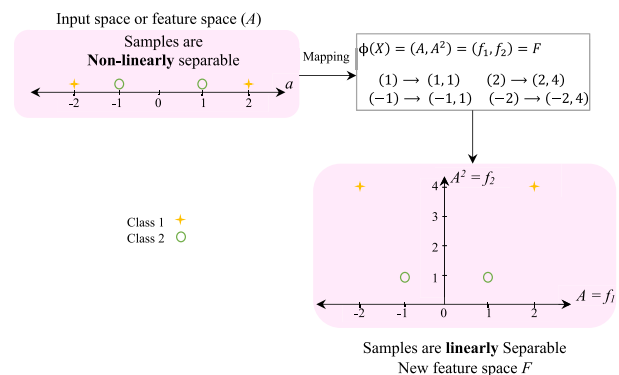 Input space or feature space (A)
Samples are
Non-linearly separable
a
-2 -1 0 1 2
Mapping
ϕ(X) = (A, A²) = (f₁, f₂) = F
(1) → (1, 1) (2) → (2, 4)
(−1) → (−1, 1) (−2) → (−2, 4)
Class 1
Class 2
A² = f₂
4
3
2
1
A = f₁
-2 -1 0 1 2
Samples are linearly Separable
New feature space F